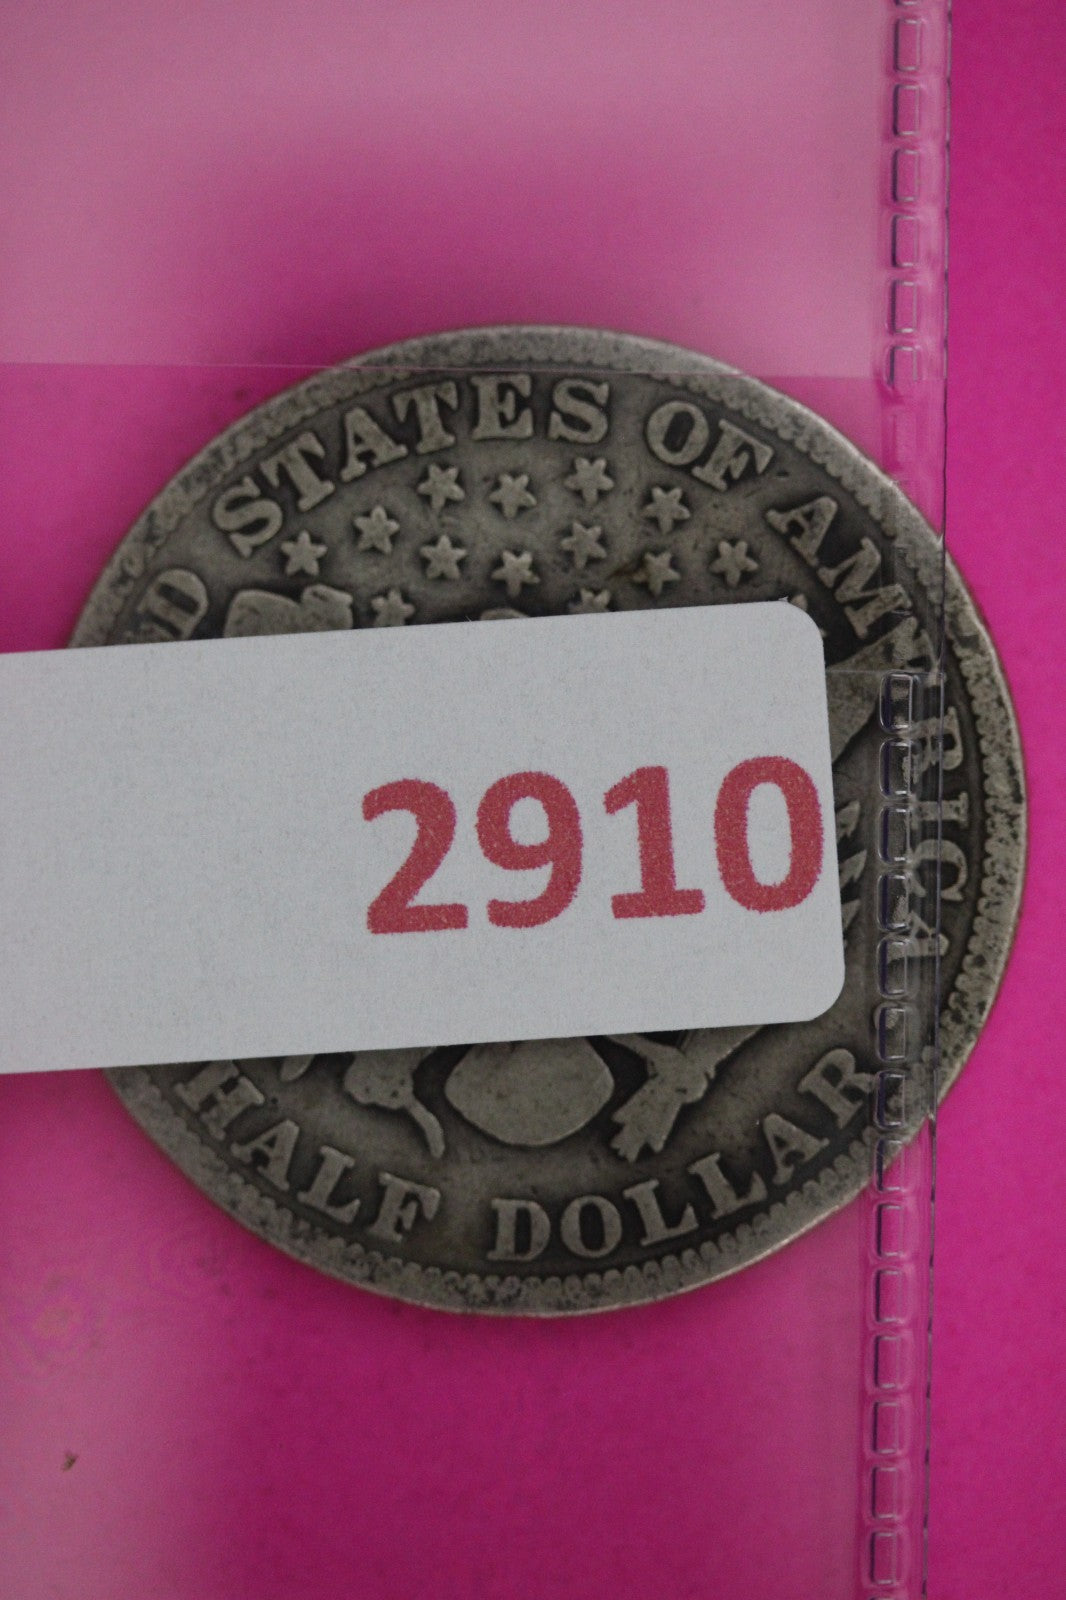 D STATES OF AMERICA
2910
HALF DOLLAR